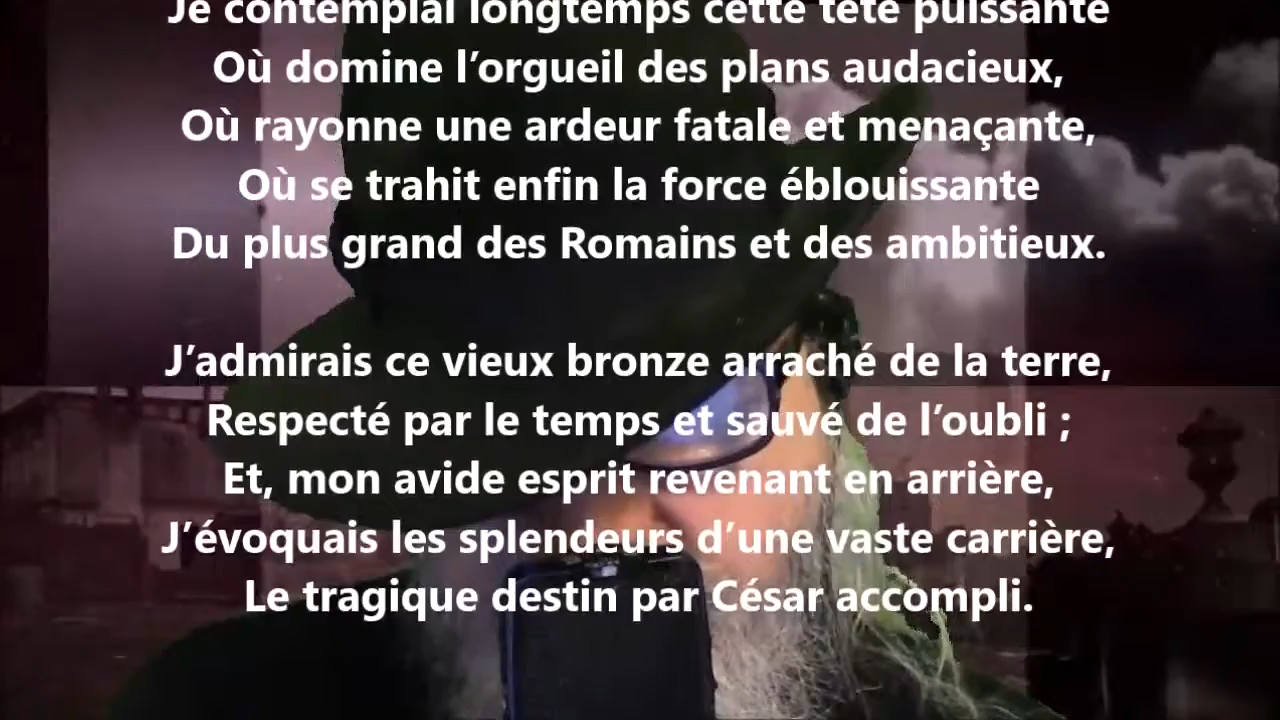 Je contemplai longtemps cette tête puissante
Où domine l’orgueil des plans audacieux,
Où rayonne une ardeur fatale et menaçante,
Où se trahit enfin la force éblouissante
Du plus grand des Romains et des ambitieux.
J’admirais ce vieux bronze arraché de la terre,
Respecté par le temps et sauvé de l’oubli ;
Et, mon avide esprit revenant en arrière,
J’évoquais les splendeurs d’une vaste carrière,
Le tragique destin par César accompli.